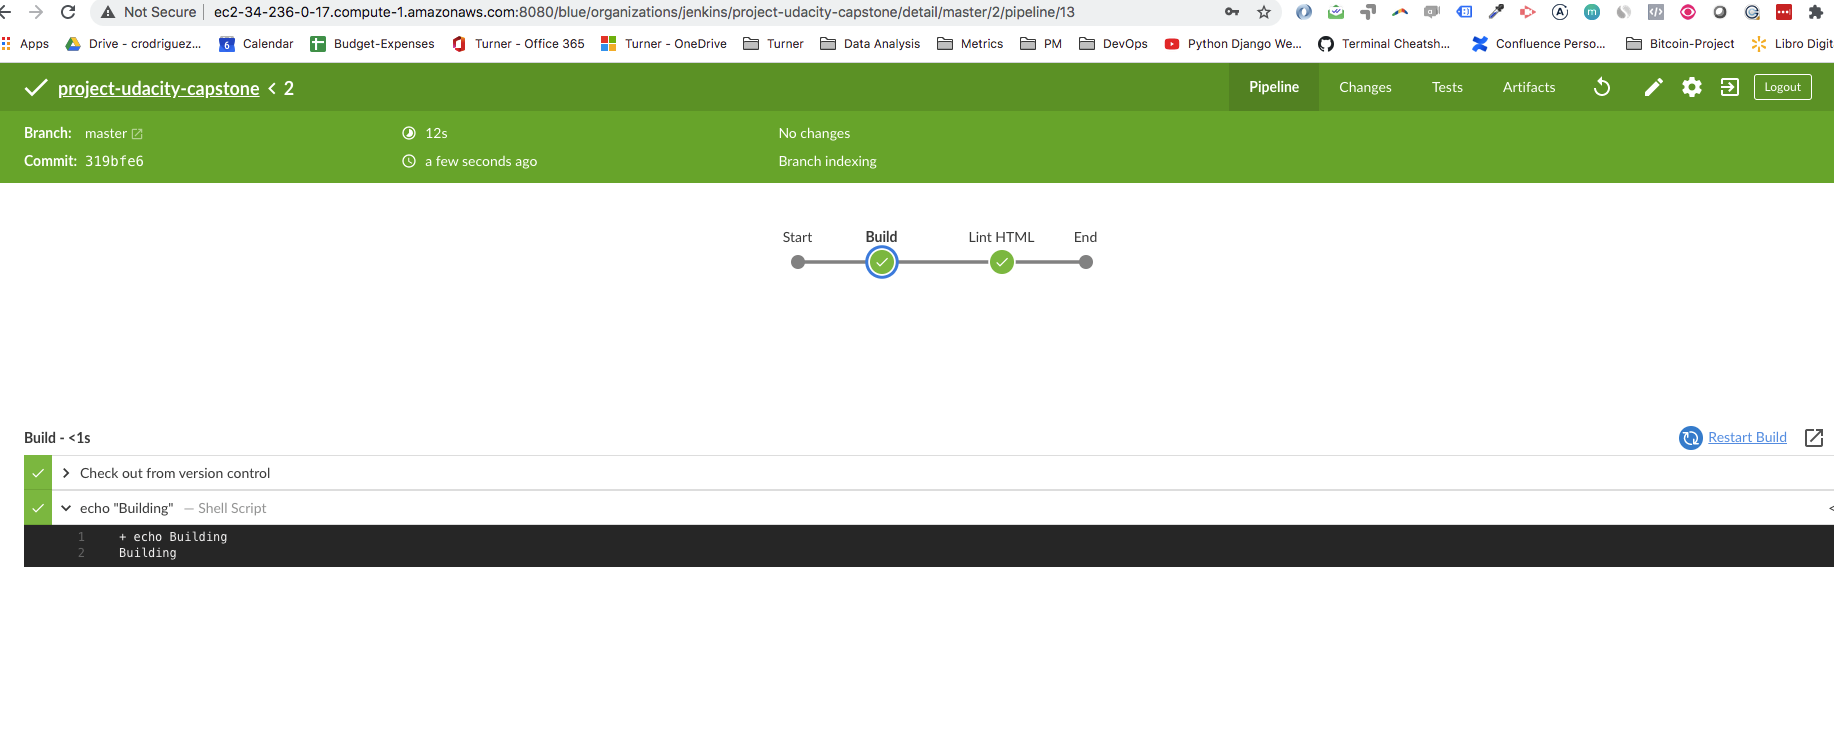 Not Secure ec2-34-236-0-17.compute-1.amazonaws.com:8080/blue/organizations/jenkins/project-udacity-capstone/detail/master/2/pipeline/13
Apps Drive - crodriguez... 6 Calendar Budget-Expenses Turner - Office 365 Turner - OneDrive Turner Data Analysis Metrics PM DevOps Python Django We... Terminal Cheatsh... Confluence Perso... Bitcoin-Project Libro Digit
project-udacity-capstone < 2 Pipeline Changes Tests Artifacts Logout
Branch: master 12s No changes
Commit: 319bfe6 a few seconds ago Branch indexing
Start Build Lint HTML End
Build - <1s Restart Build
Check out from version control
echo "Building" — Shell Script <
1 + echo Building
2 Building